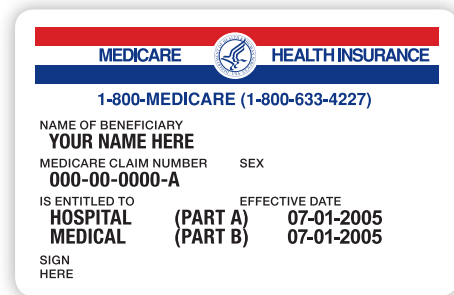 MEDICARE HEALTH INSURANCE
1-800-MEDICARE (1-800-633-4227)
NAME OF BENEFICIARY
YOUR NAME HERE
MEDICARE CLAIM NUMBER SEX
000-00-0000-A
IS ENTITLED TO EFFECTIVE DATE
HOSPITAL (PART A) 07-01-2005
MEDICAL (PART B) 07-01-2005
SIGN
HERE